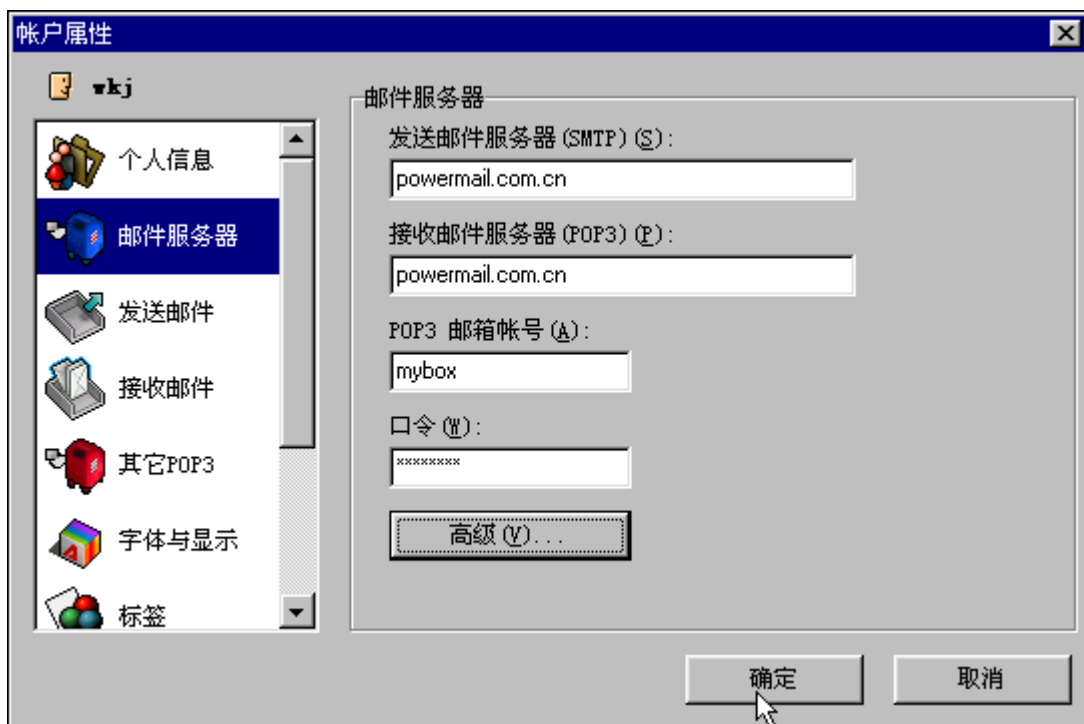 帐户属性
wkj
个人信息
邮件服务器
发送邮件
接收邮件
其它POP3
字体与显示
标签
邮件服务器
发送邮件服务器(SMTP)(S):
powermail.com.cn
接收邮件服务器(POP3)(P):
powermail.com.cn
POP3 邮箱帐号(A):
mybox
口令(W):
********
高级(V)...
确定
取消